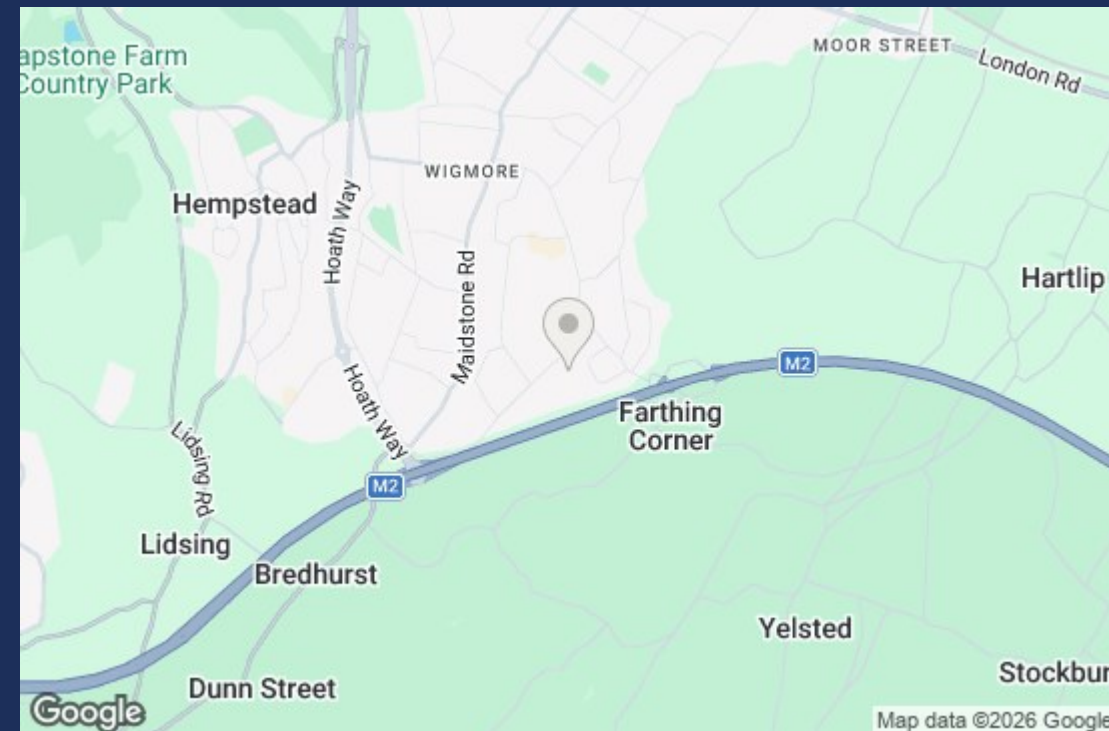 apstone Farm
Country Park
MOOR STREET
London Rd
WIGMORE
Hempstead
Hoath Way
Maidstone Rd
Hartlip
M2
Hoath Way
Farthing
Corner
Lidsing Rd
M2
Lidsing
Bredhurst
Yelsted
Stockbur
Dunn Street
Google
Map data ©2026 Google